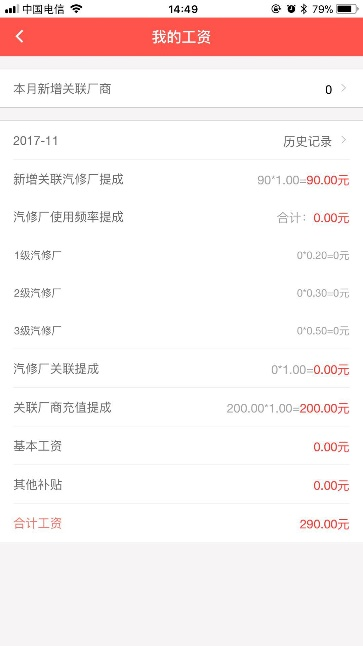 中国电信 14:49 79%
我的工资
本月新增关联厂商 0
2017-11 历史记录
新增关联汽修厂提成 90*1.00=90.00元
汽修厂使用频率提成 合计：0.00元
1级汽修厂 0*0.20=0元
2级汽修厂 0*0.30=0元
3级汽修厂 0*0.50=0元
汽修厂关联提成 0*1.00=0.00元
关联厂商充值提成 200.00*1.00=200.00元
基本工资 0.00元
其他补贴 0.00元
合计工资 290.00元